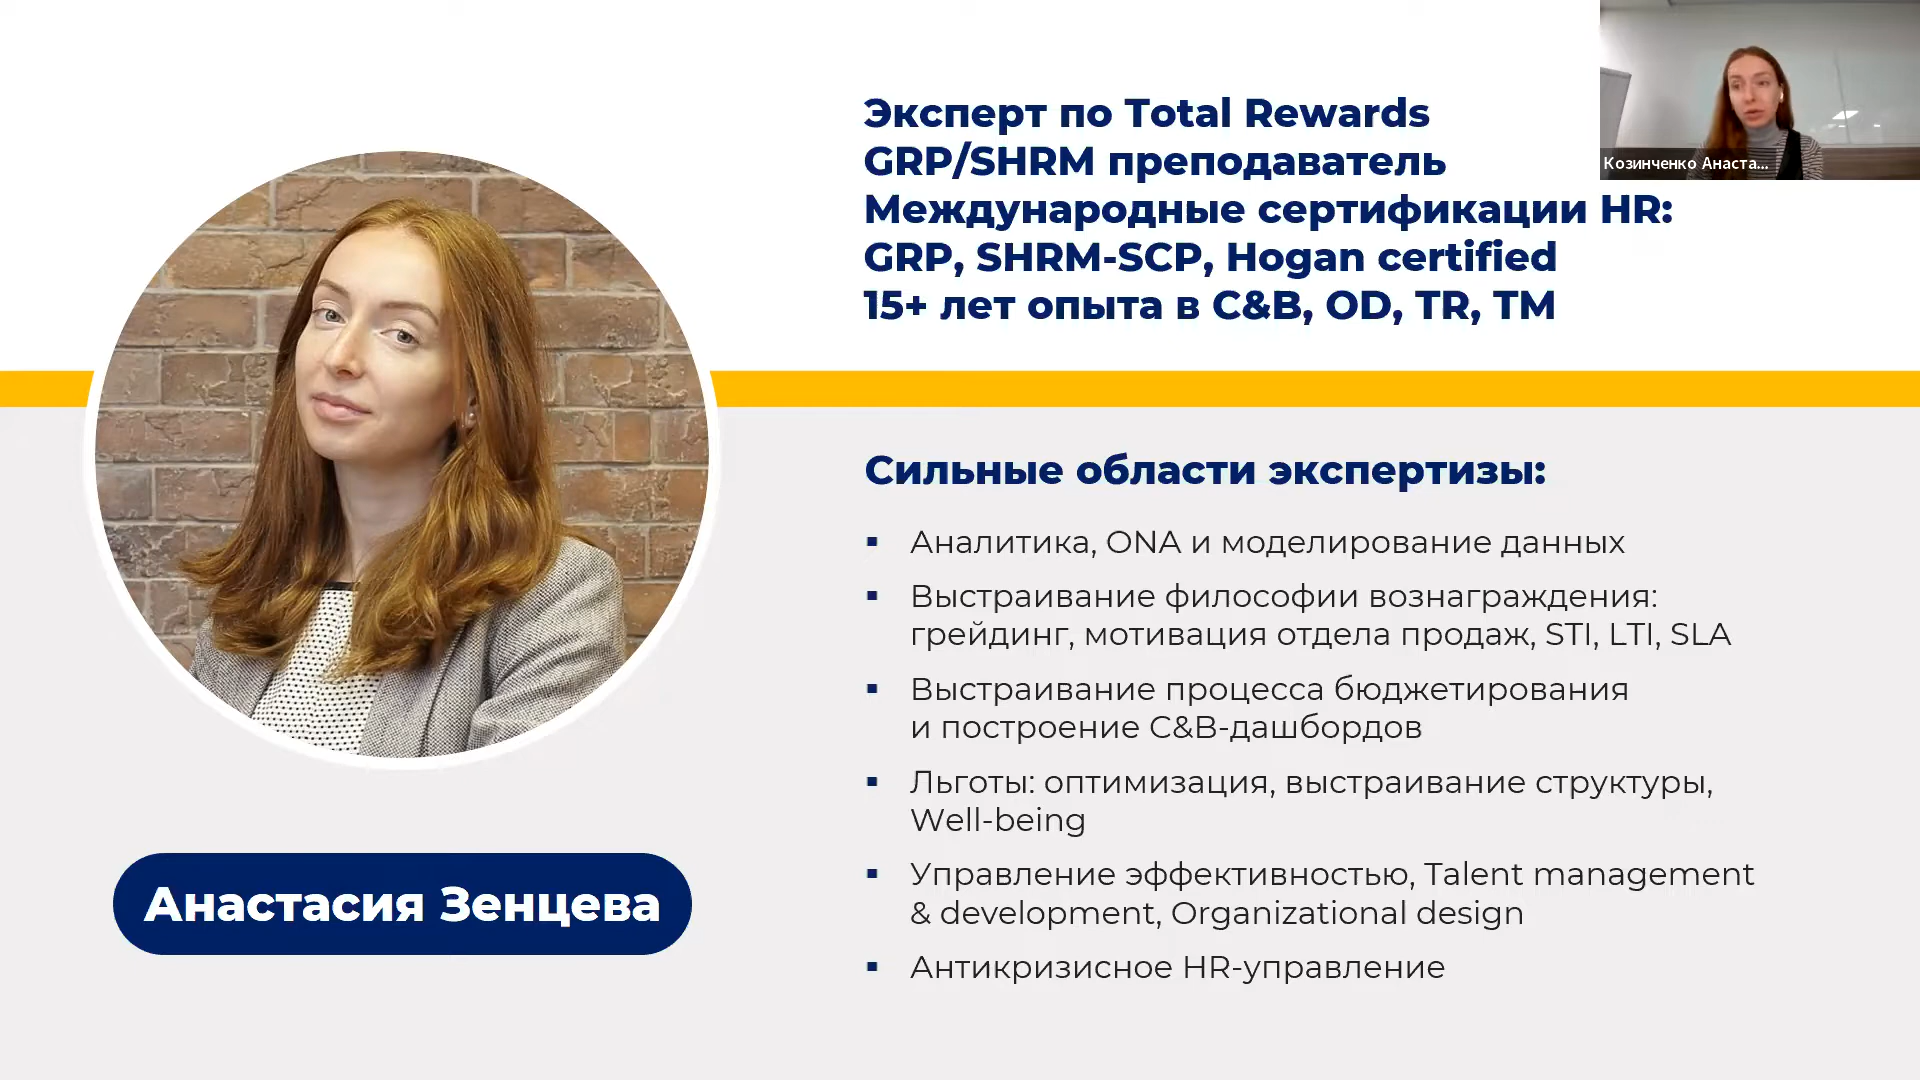 Эксперт по Total Rewards
GRP/SHRM преподаватель
Международные сертификации HR:
GRP, SHRM-SCP, Hogan certified
15+ лет опыта в C&B, OD, TR, TM
Козинченко Анаста...
Сильные области экспертизы:
▪ Аналитика, ONA и моделирование данных
▪ Выстраивание философии вознаграждения:
грейдинг, мотивация отдела продаж, STI, LTI, SLA
▪ Выстраивание процесса бюджетирования
и построение C&B-дашбордов
▪ Льготы: оптимизация, выстраивание структуры,
Well-being
▪ Управление эффективностью, Talent management
& development, Organizational design
▪ Антикризисное HR-управление
Анастасия Зенцева